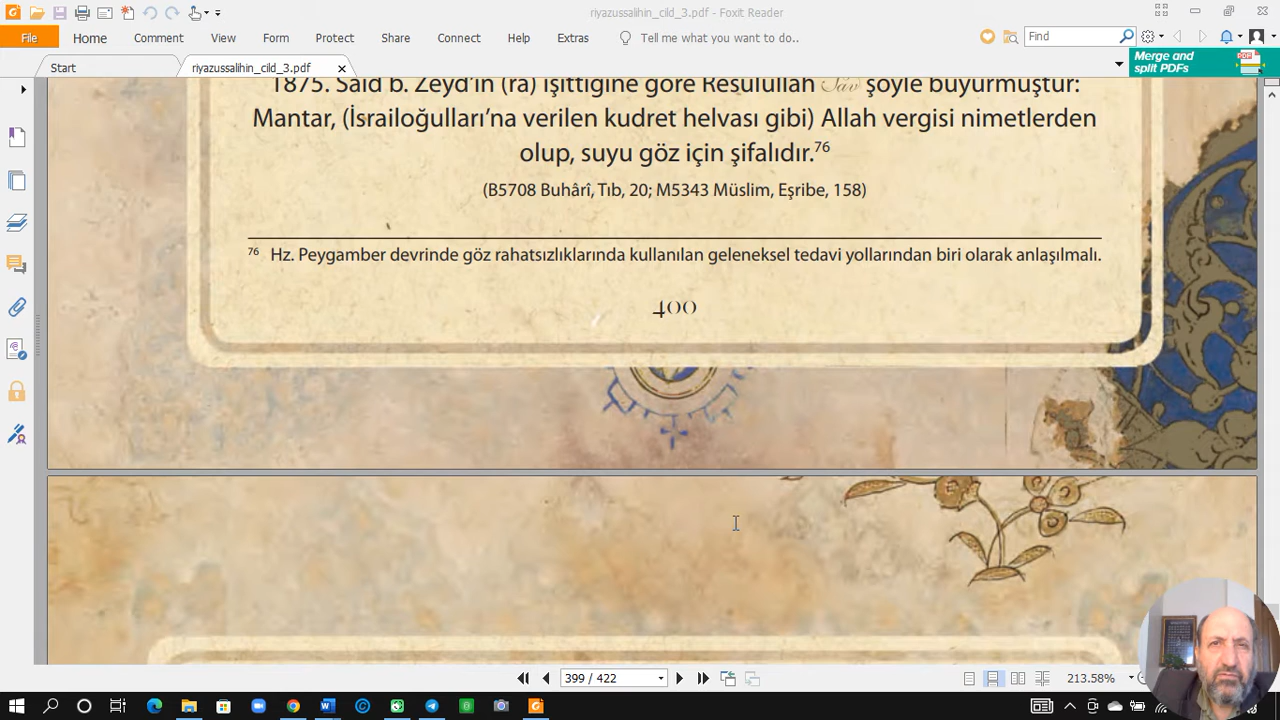 riyazussalihin_cild_3.pdf - Foxit Reader
File Home Comment View Form Protect Share Connect Help Extras Tell me what you want to do.. Find
Start riyazussalihin_cild_3.pdf
Merge and
split PDFs
1875. Saîd b. Zeyd'in (ra) işittiğine göre Resûlullah Sav şöyle buyurmuştur:
Mantar, (İsrailoğulları'na verilen kudret helvası gibi) Allah vergisi nimetlerden
olup, suyu göz için şifalıdır.76
(B5708 Buhârî, Tıb, 20; M5343 Müslim, Eşribe, 158)
76 Hz. Peygamber devrinde göz rahatsızlıklarında kullanılan geleneksel tedavi yollarından biri olarak anlaşılmalı.
400
399 / 422
213.58%